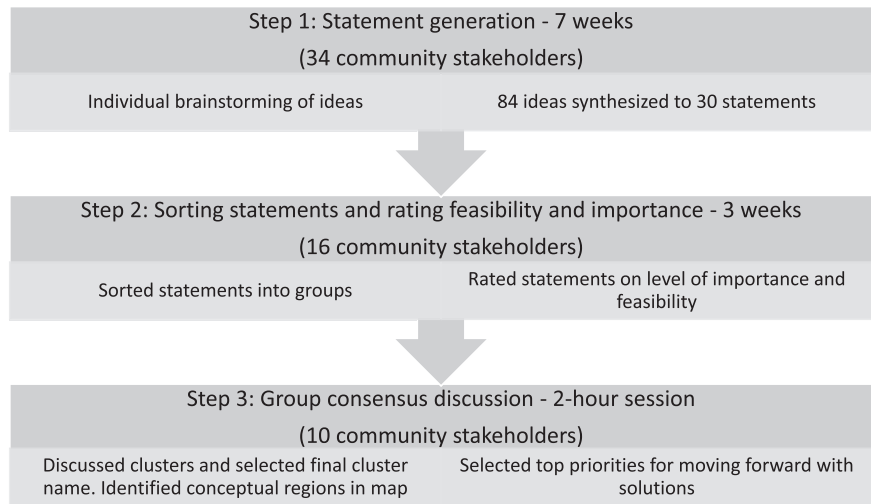 Step 1: Statement generation - 7 weeks
(34 community stakeholders)
Individual brainstorming of ideas
84 ideas synthesized to 30 statements
Step 2: Sorting statements and rating feasibility and importance - 3 weeks
(16 community stakeholders)
Sorted statements into groups
Rated statements on level of importance and
feasibility
Step 3: Group consensus discussion - 2-hour session
(10 community stakeholders)
Discussed clusters and selected final cluster
name. Identified conceptual regions in map
Selected top priorities for moving forward with
solutions